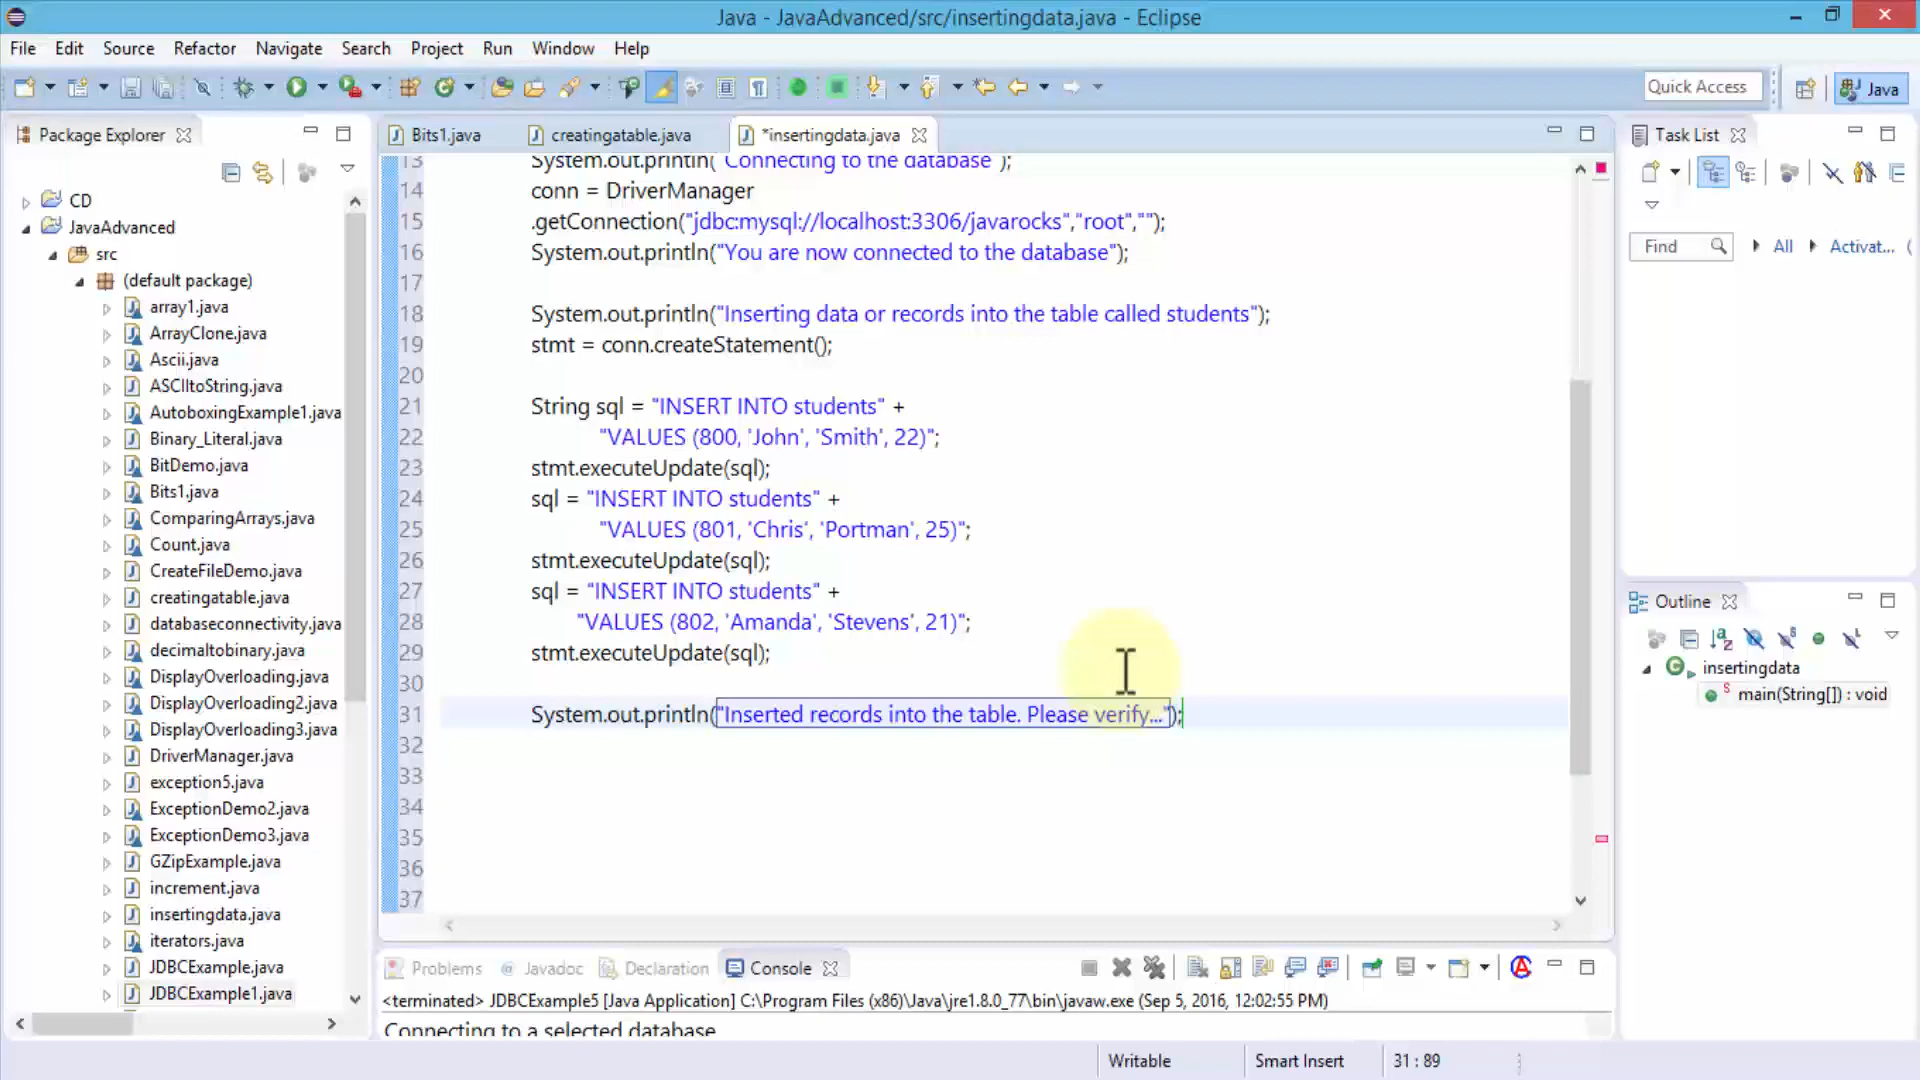 Java - JavaAdvanced/src/insertingdata.java - Eclipse
File Edit Source Refactor Navigate Search Project Run Window Help
Quick Access
Java
Package Explorer
CD
JavaAdvanced
src
(default package)
array1.java
ArrayClone.java
Ascii.java
ASCIItoString.java
AutoboxingExample1.java
Binary_Literal.java
BitDemo.java
Bits1.java
ComparingArrays.java
Count.java
CreateFileDemo.java
creatingatable.java
databaseconnectivity.java
decimaltobinary.java
DisplayOverloading.java
DisplayOverloading2.java
DisplayOverloading3.java
DriverManager.java
exception5.java
ExceptionDemo2.java
ExceptionDemo3.java
GZipExample.java
increment.java
insertingdata.java
iterators.java
JDBCExample.java
JDBCExample1.java
Bits1.java creatingatable.java *insertingdata.java
13 System.out.println("Connecting to the database");
14 conn = DriverManager
15 .getConnection("jdbc:mysql://localhost:3306/javarocks","root","");
16 System.out.println("You are now connected to the database");
17
18 System.out.println("Inserting data or records into the table called students");
19 stmt = conn.createStatement();
20
21 String sql = "INSERT INTO students" +
22 "VALUES (800, 'John', 'Smith', 22)";
23 stmt.executeUpdate(sql);
24 sql = "INSERT INTO students" +
25 "VALUES (801, 'Chris', 'Portman', 25)";
26 stmt.executeUpdate(sql);
27 sql = "INSERT INTO students" +
28 "VALUES (802, 'Amanda', 'Stevens', 21)";
29 stmt.executeUpdate(sql);
30
31 System.out.println("Inserted records into the table. Please verify...");
32
33
34
35
36
37
Problems Javadoc Declaration Console
<terminated> JDBCExample5 [Java Application] C:\Program Files (x86)\Java\jre1.8.0_77\bin\javaw.exe (Sep 5, 2016, 12:02:55 PM)
Connecting to a selected database
Task List
Find All Activat...
Outline
insertingdata
main(String[]) : void
Writable Smart Insert 31 : 89